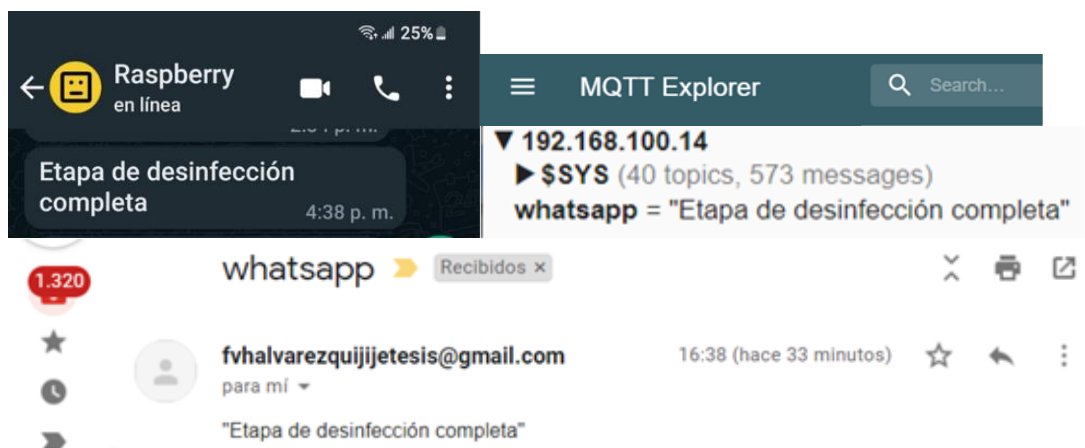 25%
Raspberry
en línea
Etapa de desinfección
completa
4:38 p. m.
MQTT Explorer
Search...
▼ 192.168.100.14
▶ $SYS (40 topics, 573 messages)
whatsapp = "Etapa de desinfección completa"
1.320
whatsapp
Recibidos ×
fvhalvarezquijijetesis@gmail.com
16:38 (hace 33 minutos)
para mí
"Etapa de desinfección completa"